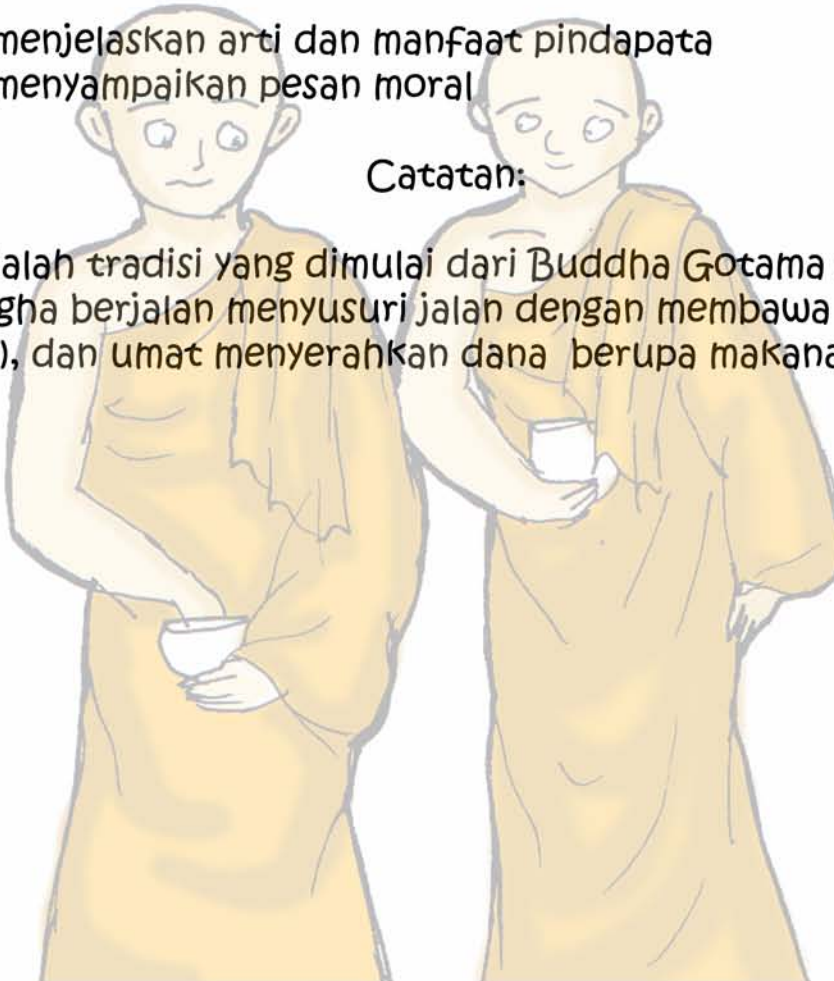 menjelaskan arti dan manfaat pindapata
menyampaikan pesan moral
Catatan:
alah tradisi yang dimulai dari Buddha Gotama
gha berjalan menyusuri jalan dengan membawa
), dan umat menyerahkan dana berupa makana